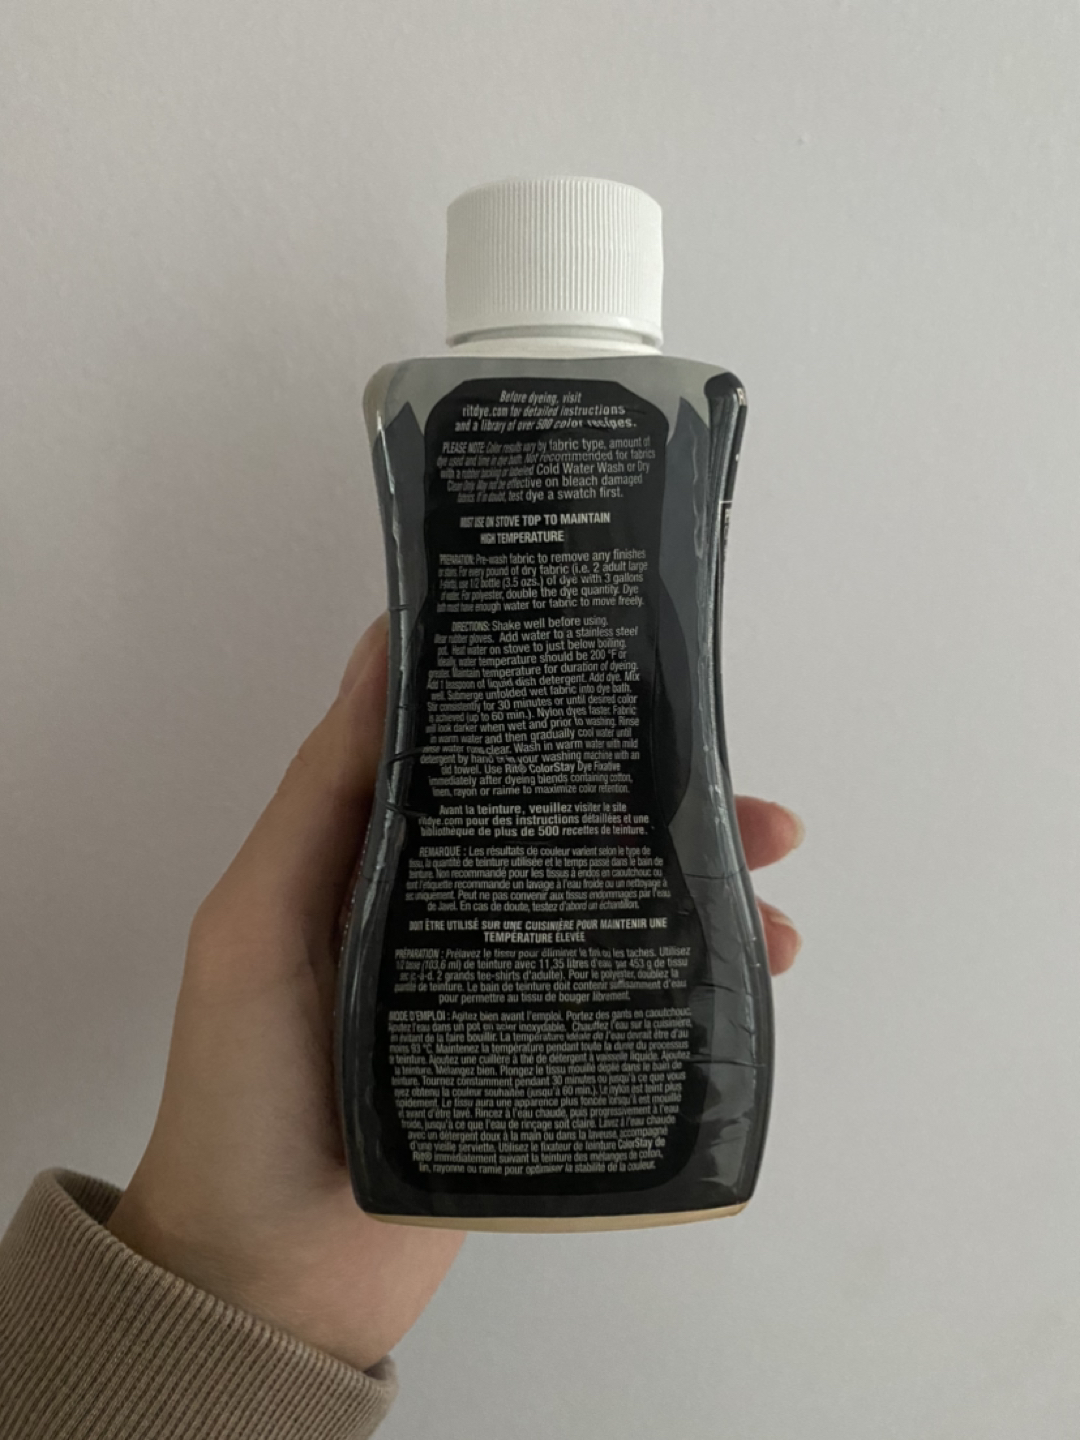 Before dyeing, visit
ritdye.com for detailed instructions
and a library of over 500 color recipes.
PLEASE NOTE: Color results vary by fabric type, amount of
dye used and time in dye bath. Not recommended for fabrics
with a rubber backing or labeled Cold Water Wash or Dry
Clean Only. May not be effective on bleach damaged
fabrics. If in doubt, test dye a swatch first.
MUST USE ON STOVE TOP TO MAINTAIN
HIGH TEMPERATURE
PREPARATION: Pre-wash fabric to remove any finishes
or stains. For every pound of dry fabric (i.e. 2 adult large
T-shirts), use 1/2 bottle (3.5 ozs.) of dye with 3 gallons
of water. For polyester, double the dye quantity. Dye
bath must have enough water for fabric to move freely.
DIRECTIONS: Shake well before using.
Wear rubber gloves. Add water to a stainless steel
pot. Heat water on stove to just below boiling.
Ideally, water temperature should be 200 °F or
greater. Maintain temperature for duration of dyeing.
Add 1 teaspoon of liquid dish detergent. Add dye. Mix
well. Submerge unfolded wet fabric into dye bath.
Stir consistently for 30 minutes or until desired color
is achieved (up to 60 min.). Nylon dyes faster. Fabric
will look darker when wet and prior to washing. Rinse
in warm water and then gradually cool water until
rinse water runs clear. Wash in warm water with mild
detergent by hand or in your washing machine with an
old towel. Use Rit® ColorStay Dye Fixative
immediately after dyeing blends containing cotton,
linen, rayon or raime to maximize color retention.
Avant la teinture, veuillez visiter le site
ritdye.com pour des instructions détaillées et une
bibliothèque de plus de 500 recettes de teinture.
REMARQUE : Les résultats de couleur varient selon le type de
tissu, la quantité de teinture utilisée et le temps passé dans le bain de
teinture. Non recommandé pour les tissus à endos en caoutchouc ou
dont l'étiquette recommande un lavage à l'eau froide ou un nettoyage à
sec uniquement. Peut ne pas convenir aux tissus endommagés par l'eau
de Javel. En cas de doute, testez d'abord un échantillon.
DOIT ÊTRE UTILISÉ SUR UNE CUISINIÈRE POUR MAINTENIR UNE
TEMPÉRATURE ÉLEVÉE
PRÉPARATION : Prélavez le tissu pour éliminer le fini ou les taches. Utilisez
1/2 tasse (103,6 ml) de teinture avec 11,35 litres d'eau par 453 g de tissu
sec (c.-à-d. 2 grands tee-shirts d'adulte). Pour le polyester, doublez la
quantité de teinture. Le bain de teinture doit contenir suffisamment d'eau
pour permettre au tissu de bouger librement.
MODE D'EMPLOI : Agitez bien avant l'emploi. Portez des gants en caoutchouc.
Ajoutez l'eau dans un pot en acier inoxydable. Chauffez l'eau sur la cuisinière,
en évitant de la faire bouillir. La température idéale de l'eau devrait être d'au
moins 93 °C. Maintenez la température pendant toute la durée du processus
de teinture. Ajoutez une cuillère à thé de détergent à vaisselle liquide. Ajoutez
la teinture. Mélangez bien. Plongez le tissu mouillé déplié dans le bain de
teinture. Tournez constamment pendant 30 minutes ou jusqu'à ce que vous
ayez obtenu la couleur souhaitée (jusqu'à 60 min.). Le nylon est teint plus
rapidement. Le tissu aura une apparence plus foncée lorsqu'il est mouillé
et avant d'être lavé. Rincez à l'eau chaude, puis progressivement à l'eau
froide, jusqu'à ce que l'eau de rinçage soit claire. Lavez à l'eau chaude
avec un détergent doux à la main ou dans la laveuse, accompagné
d'une vieille serviette. Utilisez le fixateur de teinture ColorStay de
Rit® immédiatement suivant la teinture des mélanges de coton,
lin, rayonne ou ramie pour optimiser la stabilité de la couleur.